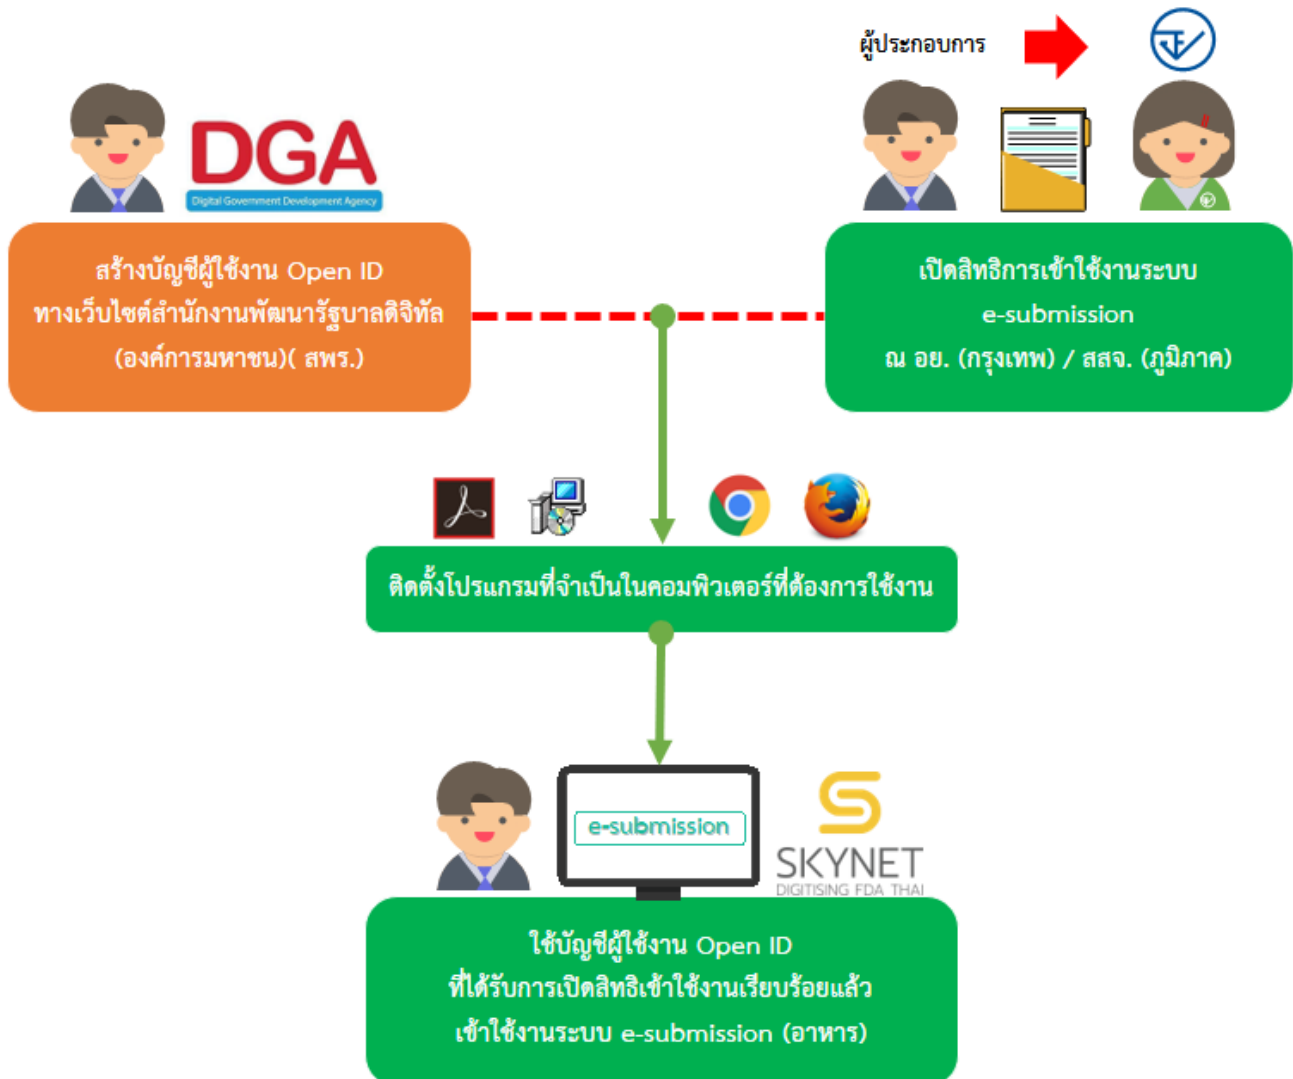 ผู้ประกอบการ
DGA
Digital Government Development Agency
สร้างบัญชีผู้ใช้งาน Open ID
ทางเว็บไซต์สำนักงานพัฒนารัฐบาลดิจิทัล
(องค์การมหาชน)( สพร.)
เปิดสิทธิการเข้าใช้งานระบบ
e-submission
ณ อย. (กรุงเทพ) / สสจ. (ภูมิภาค)
ติดตั้งโปรแกรมที่จำเป็นในคอมพิวเตอร์ที่ต้องการใช้งาน
e-submission
SKYNET
DIGITISING FDA THAI
ใช้บัญชีผู้ใช้งาน Open ID
ที่ได้รับการเปิดสิทธิเข้าใช้งานเรียบร้อยแล้ว
เข้าใช้งานระบบ e-submission (อาหาร)